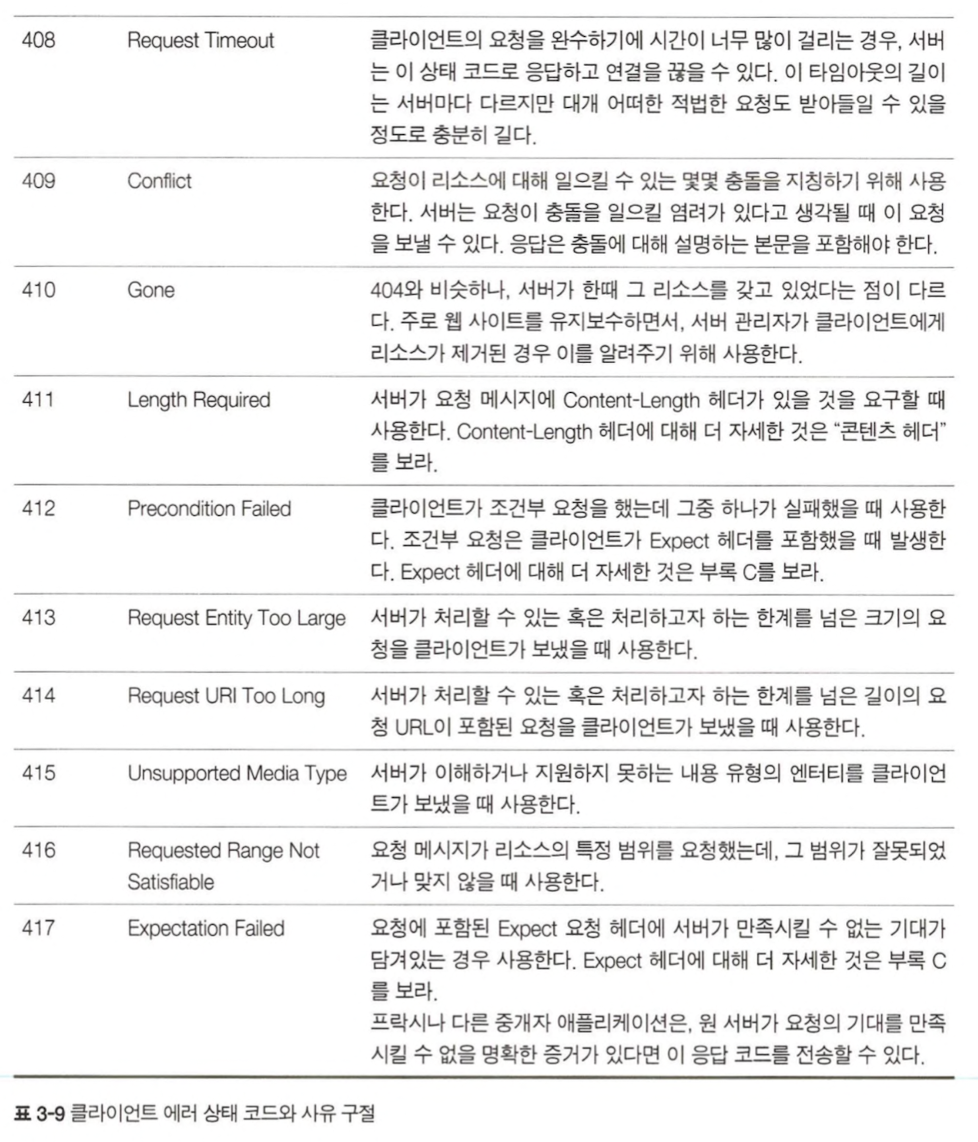 408 Request Timeout 클라이언트의 요청을 완수하기에 시간이 너무 많이 걸리는 경우, 서버
는 이 상태 코드로 응답하고 연결을 끊을 수 있다. 이 타임아웃의 길이
는 서버마다 다르지만 대개 어떠한 적법한 요청도 받아들일 수 있을
정도로 충분히 길다.
409 Conflict 요청이 리소스에 대해 일으킬 수 있는 몇몇 충돌을 지칭하기 위해 사용
한다. 서버는 요청이 충돌을 일으킬 염려가 있다고 생각될 때 이 요청
을 보낼 수 있다. 응답은 충돌에 대해 설명하는 본문을 포함해야 한다.
410 Gone 404와 비슷하나, 서버가 한때 그 리소스를 갖고 있었다는 점이 다르
다. 주로 웹 사이트를 유지보수하면서, 서버 관리자가 클라이언트에게
리소스가 제거된 경우 이를 알려주기 위해 사용한다.
411 Length Required 서버가 요청 메시지에 Content-Length 헤더가 있을 것을 요구할 때
사용한다. Content-Length 헤더에 대해 더 자세한 것은 “콘텐츠 헤더”
를 보라.
412 Precondition Failed 클라이언트가 조건부 요청을 했는데 그중 하나가 실패했을 때 사용한
다. 조건부 요청은 클라이언트가 Expect 헤더를 포함했을 때 발생한
다. Expect 헤더에 대해 더 자세한 것은 부록 C를 보라.
413 Request Entity Too Large 서버가 처리할 수 있는 혹은 처리하고자 하는 한계를 넘은 크기의 요
청을 클라이언트가 보냈을 때 사용한다.
414 Request URI Too Long 서버가 처리할 수 있는 혹은 처리하고자 하는 한계를 넘은 길이의 요
청 URL이 포함된 요청을 클라이언트가 보냈을 때 사용한다.
415 Unsupported Media Type 서버가 이해하거나 지원하지 못하는 내용 유형의 엔터티를 클라이언
트가 보냈을 때 사용한다.
416 Requested Range Not 요청 메시지가 리소스의 특정 범위를 요청했는데, 그 범위가 잘못되었
Satisfiable 거나 맞지 않을 때 사용한다.
417 Expectation Failed 요청에 포함된 Expect 요청 헤더에 서버가 만족시킬 수 없는 기대가
담겨있는 경우 사용한다. Expect 헤더에 대해 더 자세한 것은 부록 C
를 보라.
프락시나 다른 중개자 애플리케이션은, 원 서버가 요청의 기대를 만족
시킬 수 없을 명확한 증거가 있다면 이 응답 코드를 전송할 수 있다.
표 3-9 클라이언트 에러 상태 코드와 사유 구절